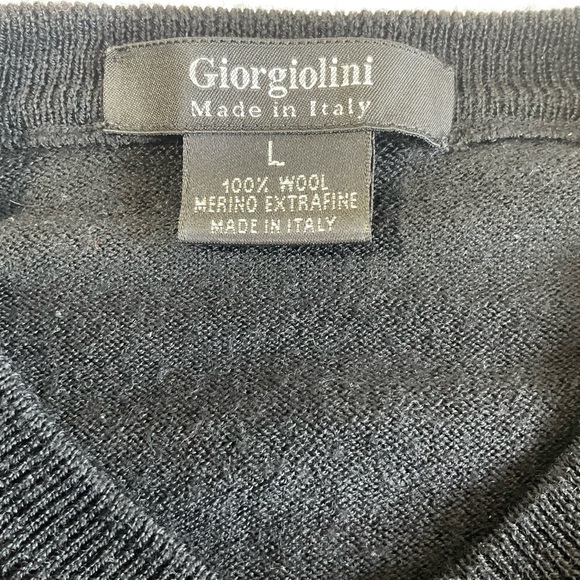 Giorgiolini
Made in Italy
L
100% WOOL
MERINO EXTRAFINE
MADE IN ITALY